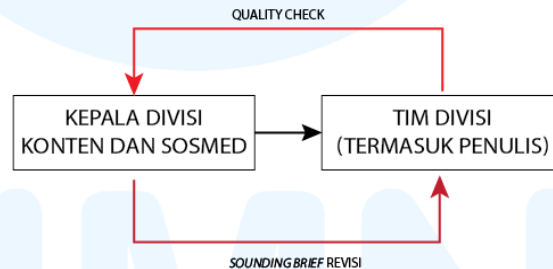 QUALITY CHECK
KEPALA DIVISI
KONTEN DAN SOSMED
TIM DIVISI
(TERMASUK PENULIS)
SOUNDING BRIEF REVISI